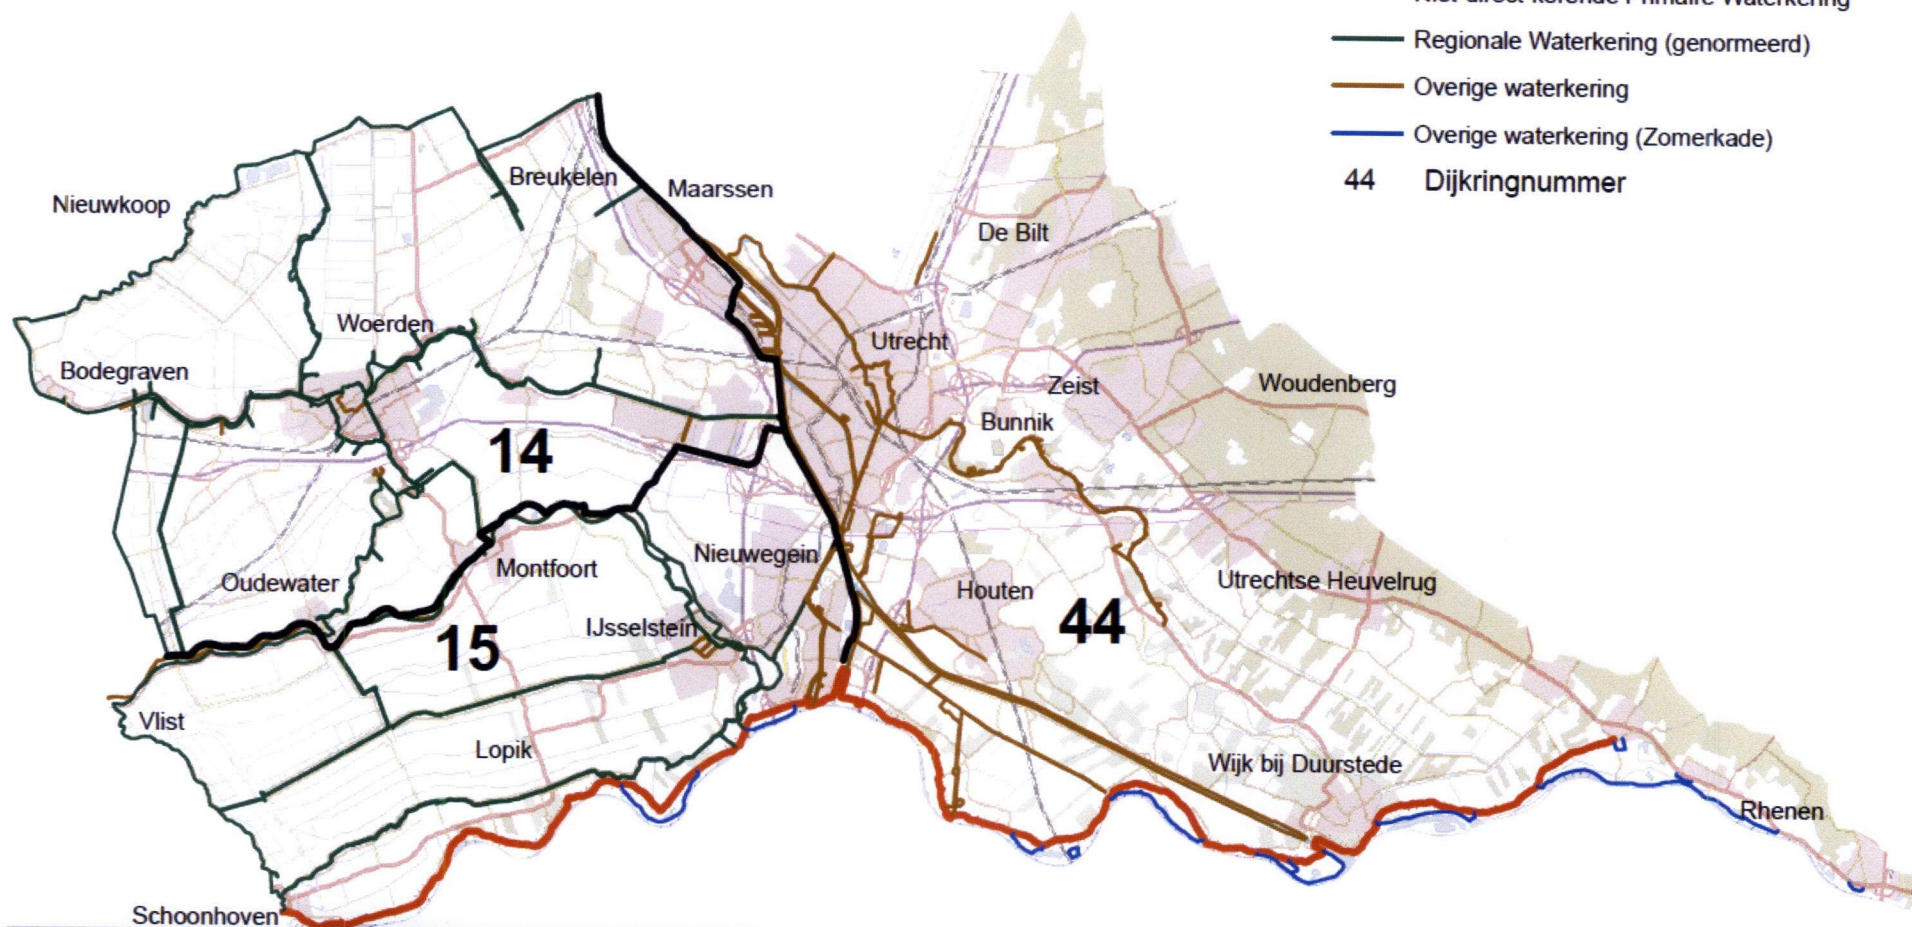 Regionale Waterkering (genormeerd)
Overige waterkering
Overige waterkering (Zomerkade)
44 Dijkringnummer
Breukelen
Maarssen
Nieuwkoop
De Bilt
Woerden
Utrecht
Bodegraven
Zeist
Woudenberg
Bunnik
14
Nieuwegein
Montfoort
Oudewater
Houten
Utrechtse Heuvelrug
44
IJsselstein
15
Vlist
Lopik
Wijk bij Duurstede
Rhenen
Schoonhoven